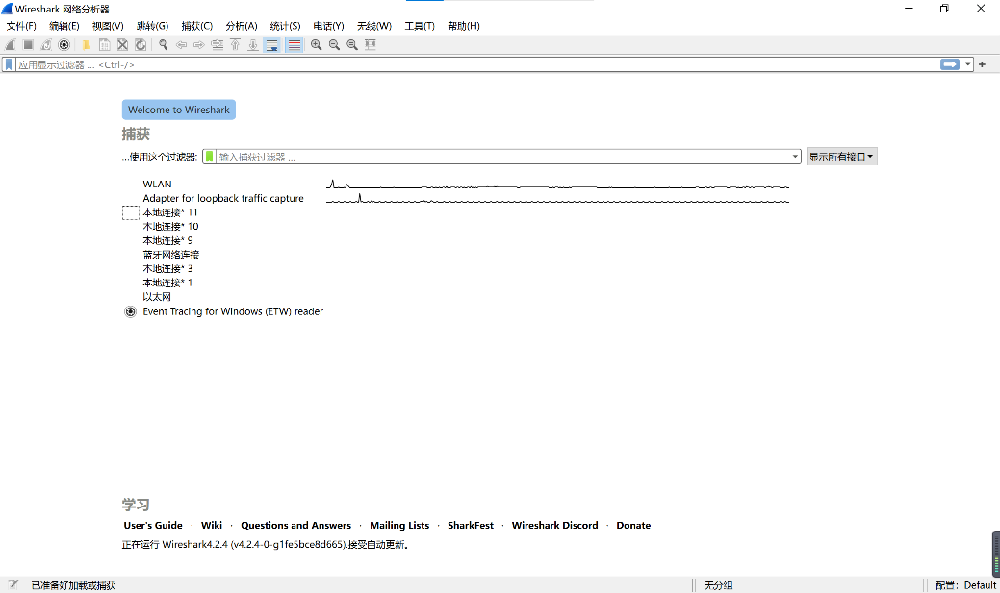 Wireshark 网络分析器
文件(F) 编辑(E) 视图(V) 跳转(G) 捕获(C) 分析(A) 统计(S) 电话(Y) 无线(W) 工具(T) 帮助(H)
应用显示过滤器 … <Ctrl-/>
Welcome to Wireshark
捕获
…使用这个过滤器: 输入捕获过滤器 … 显示所有接口
WLAN
Adapter for loopback traffic capture
本地连接* 11
本地连接* 10
本地连接* 9
蓝牙网络连接
本地连接* 3
本地连接* 1
以太网
Event Tracing for Windows (ETW) reader
学习
User's Guide · Wiki · Questions and Answers · Mailing Lists · SharkFest · Wireshark Discord · Donate
正在运行 Wireshark4.2.4 (v4.2.4-0-g1fe5bce8d665).接受自动更新。
已准备好加载或捕获 无分组 配置: Default